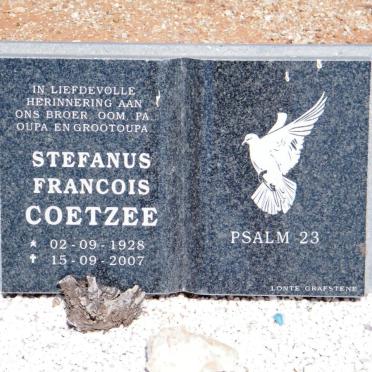 IN LIEFDEVOLLE
HERINNERING AAN
ONS BROER, OOM, PA,
OUPA EN GROOTOUPA.
STEFANUS
FRANCOIS
COETZEE
★ 02-09-1928
✝ 15-09-2007
PSALM 23
LONTE GRAFSTENE